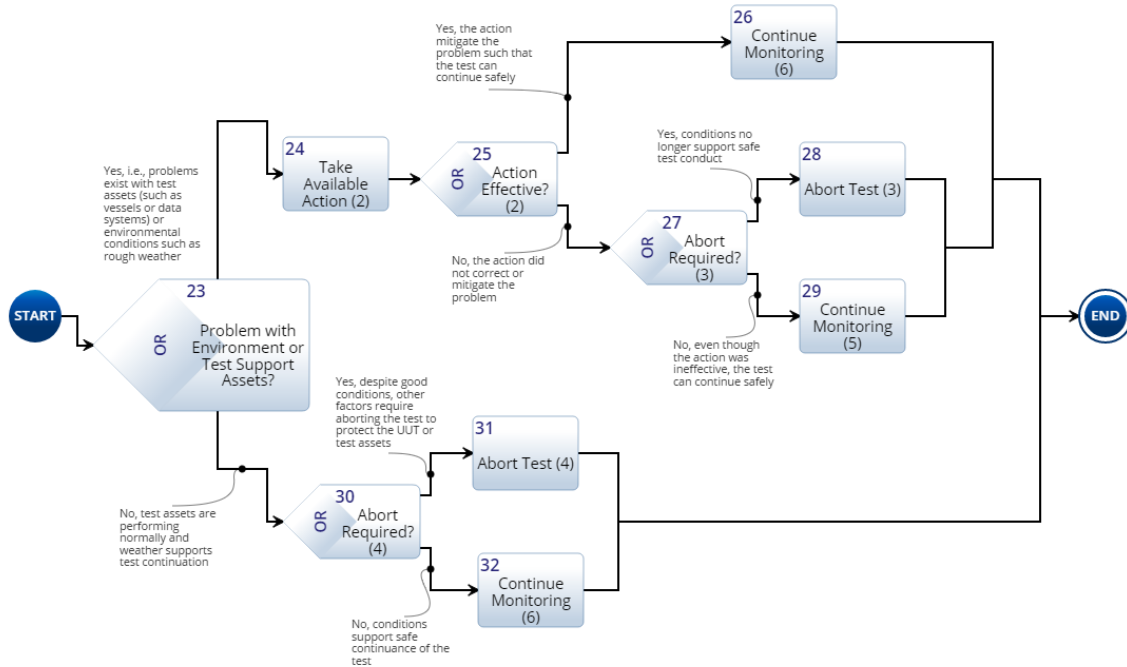 26
Continue
Monitoring
(6)
Yes, the action
mitigate the
problem such that
the test can
continue safely
Yes, conditions no
longer support safe
test conduct
24
Take
Available
Action (2)
25
OR
Action
Effective?
(2)
28
Abort Test (3)
Yes, i.e., problems
exist with test
assets (such as
vessels or data
systems) or
environmental
conditions such as
rough weather
27
OR
Abort
Required?
(3)
No, the action did
not correct or
mitigate the
problem
29
Continue
Monitoring
(5)
START
23
OR
Problem with
Environment or
Test Support
Assets?
END
No, even though
the action was
ineffective, the test
can continue safely
Yes, despite good
conditions, other
factors require
aborting the test to
protect the UUT or
test assets
31
Abort Test (4)
30
OR
Abort
Required?
(4)
No, test assets are
performing
normally and
weather supports
test continuation
32
Continue
Monitoring
(6)
No, conditions
support safe
continuance of the
test